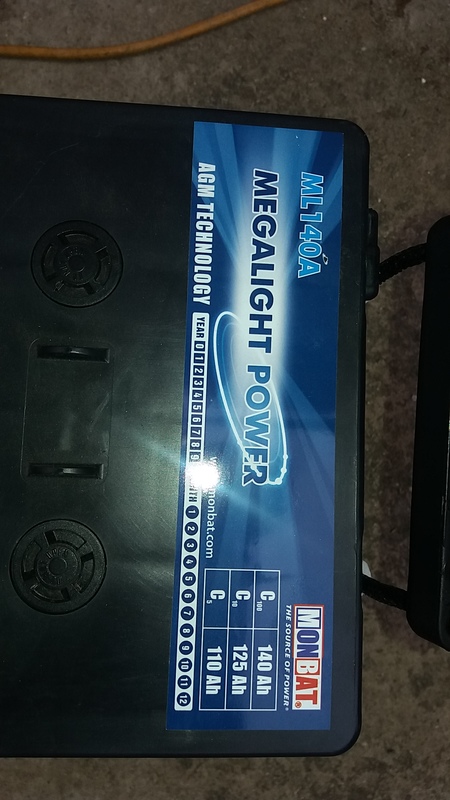 ML140A
MEGALIGHT POWER
AGM TECHNOLOGY
MONBAT®
THE SOURCE OF POWER®
C100 140 Ah
C10 125 Ah
C5 110 Ah
monbat.com
YEAR 0 1 2 3 4 5 6 7 8 9
1 2 3 4 5 6 7 8 9 10 11 12